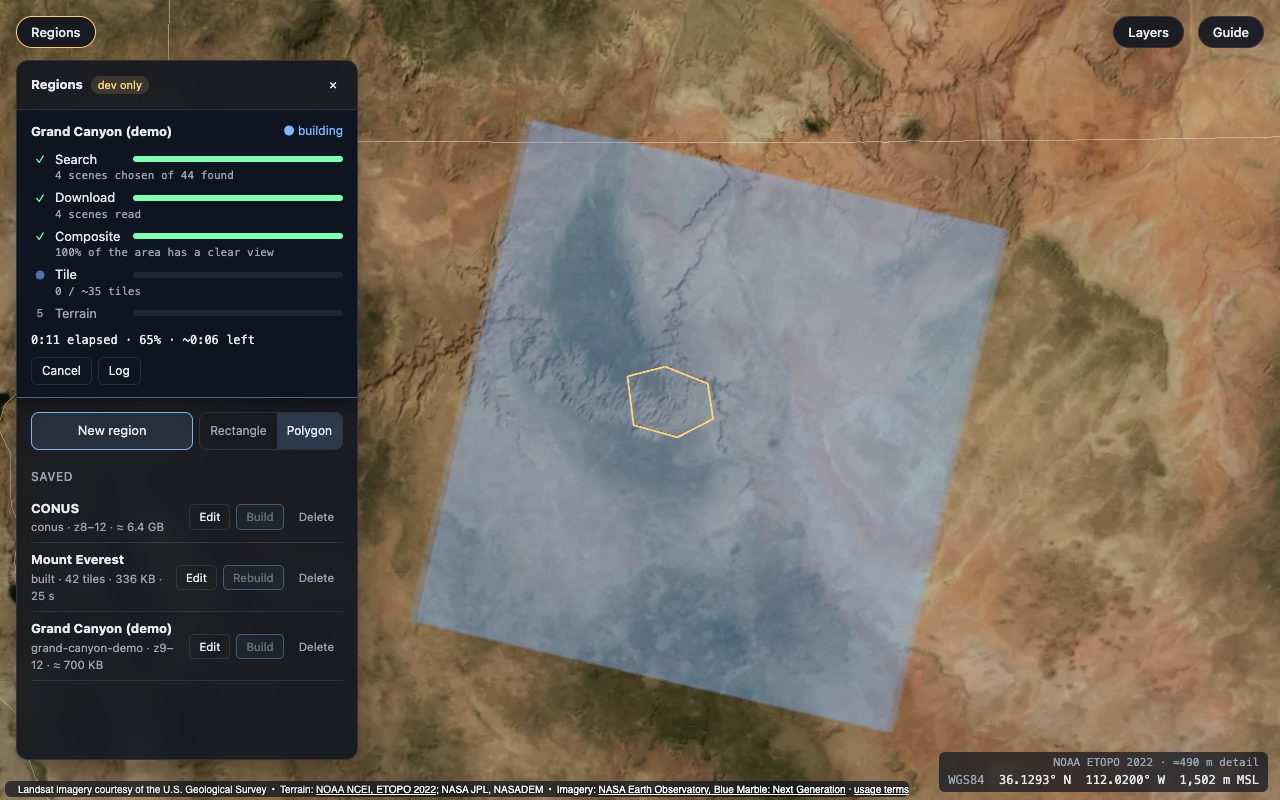 Regions
Layers
Guide
Regions dev only ×
Grand Canyon (demo) building
✓ Search
4 scenes chosen of 44 found
✓ Download
4 scenes read
✓ Composite
100% of the area has a clear view
Tile
0 / ~35 tiles
5 Terrain
0:11 elapsed · 65% · ~0:06 left
Cancel Log
New region Rectangle Polygon
SAVED
CONUS
conus · z8–12 · ≈ 6.4 GB
Edit Build Delete
Mount Everest
built · 42 tiles · 336 KB ·
25 s
Edit Rebuild Delete
Grand Canyon (demo)
grand-canyon-demo · z9–
12 · ≈ 700 KB
Edit Build Delete
NOAA ETOPO 2022 · ≈490 m detail
WGS84 36.1293° N 112.0200° W 1,502 m MSL
Landsat imagery courtesy of the U.S. Geological Survey • Terrain: NOAA NCEI, ETOPO 2022; NASA JPL, NASADEM • Imagery: NASA Earth Observatory, Blue Marble: Next Generation · usage terms